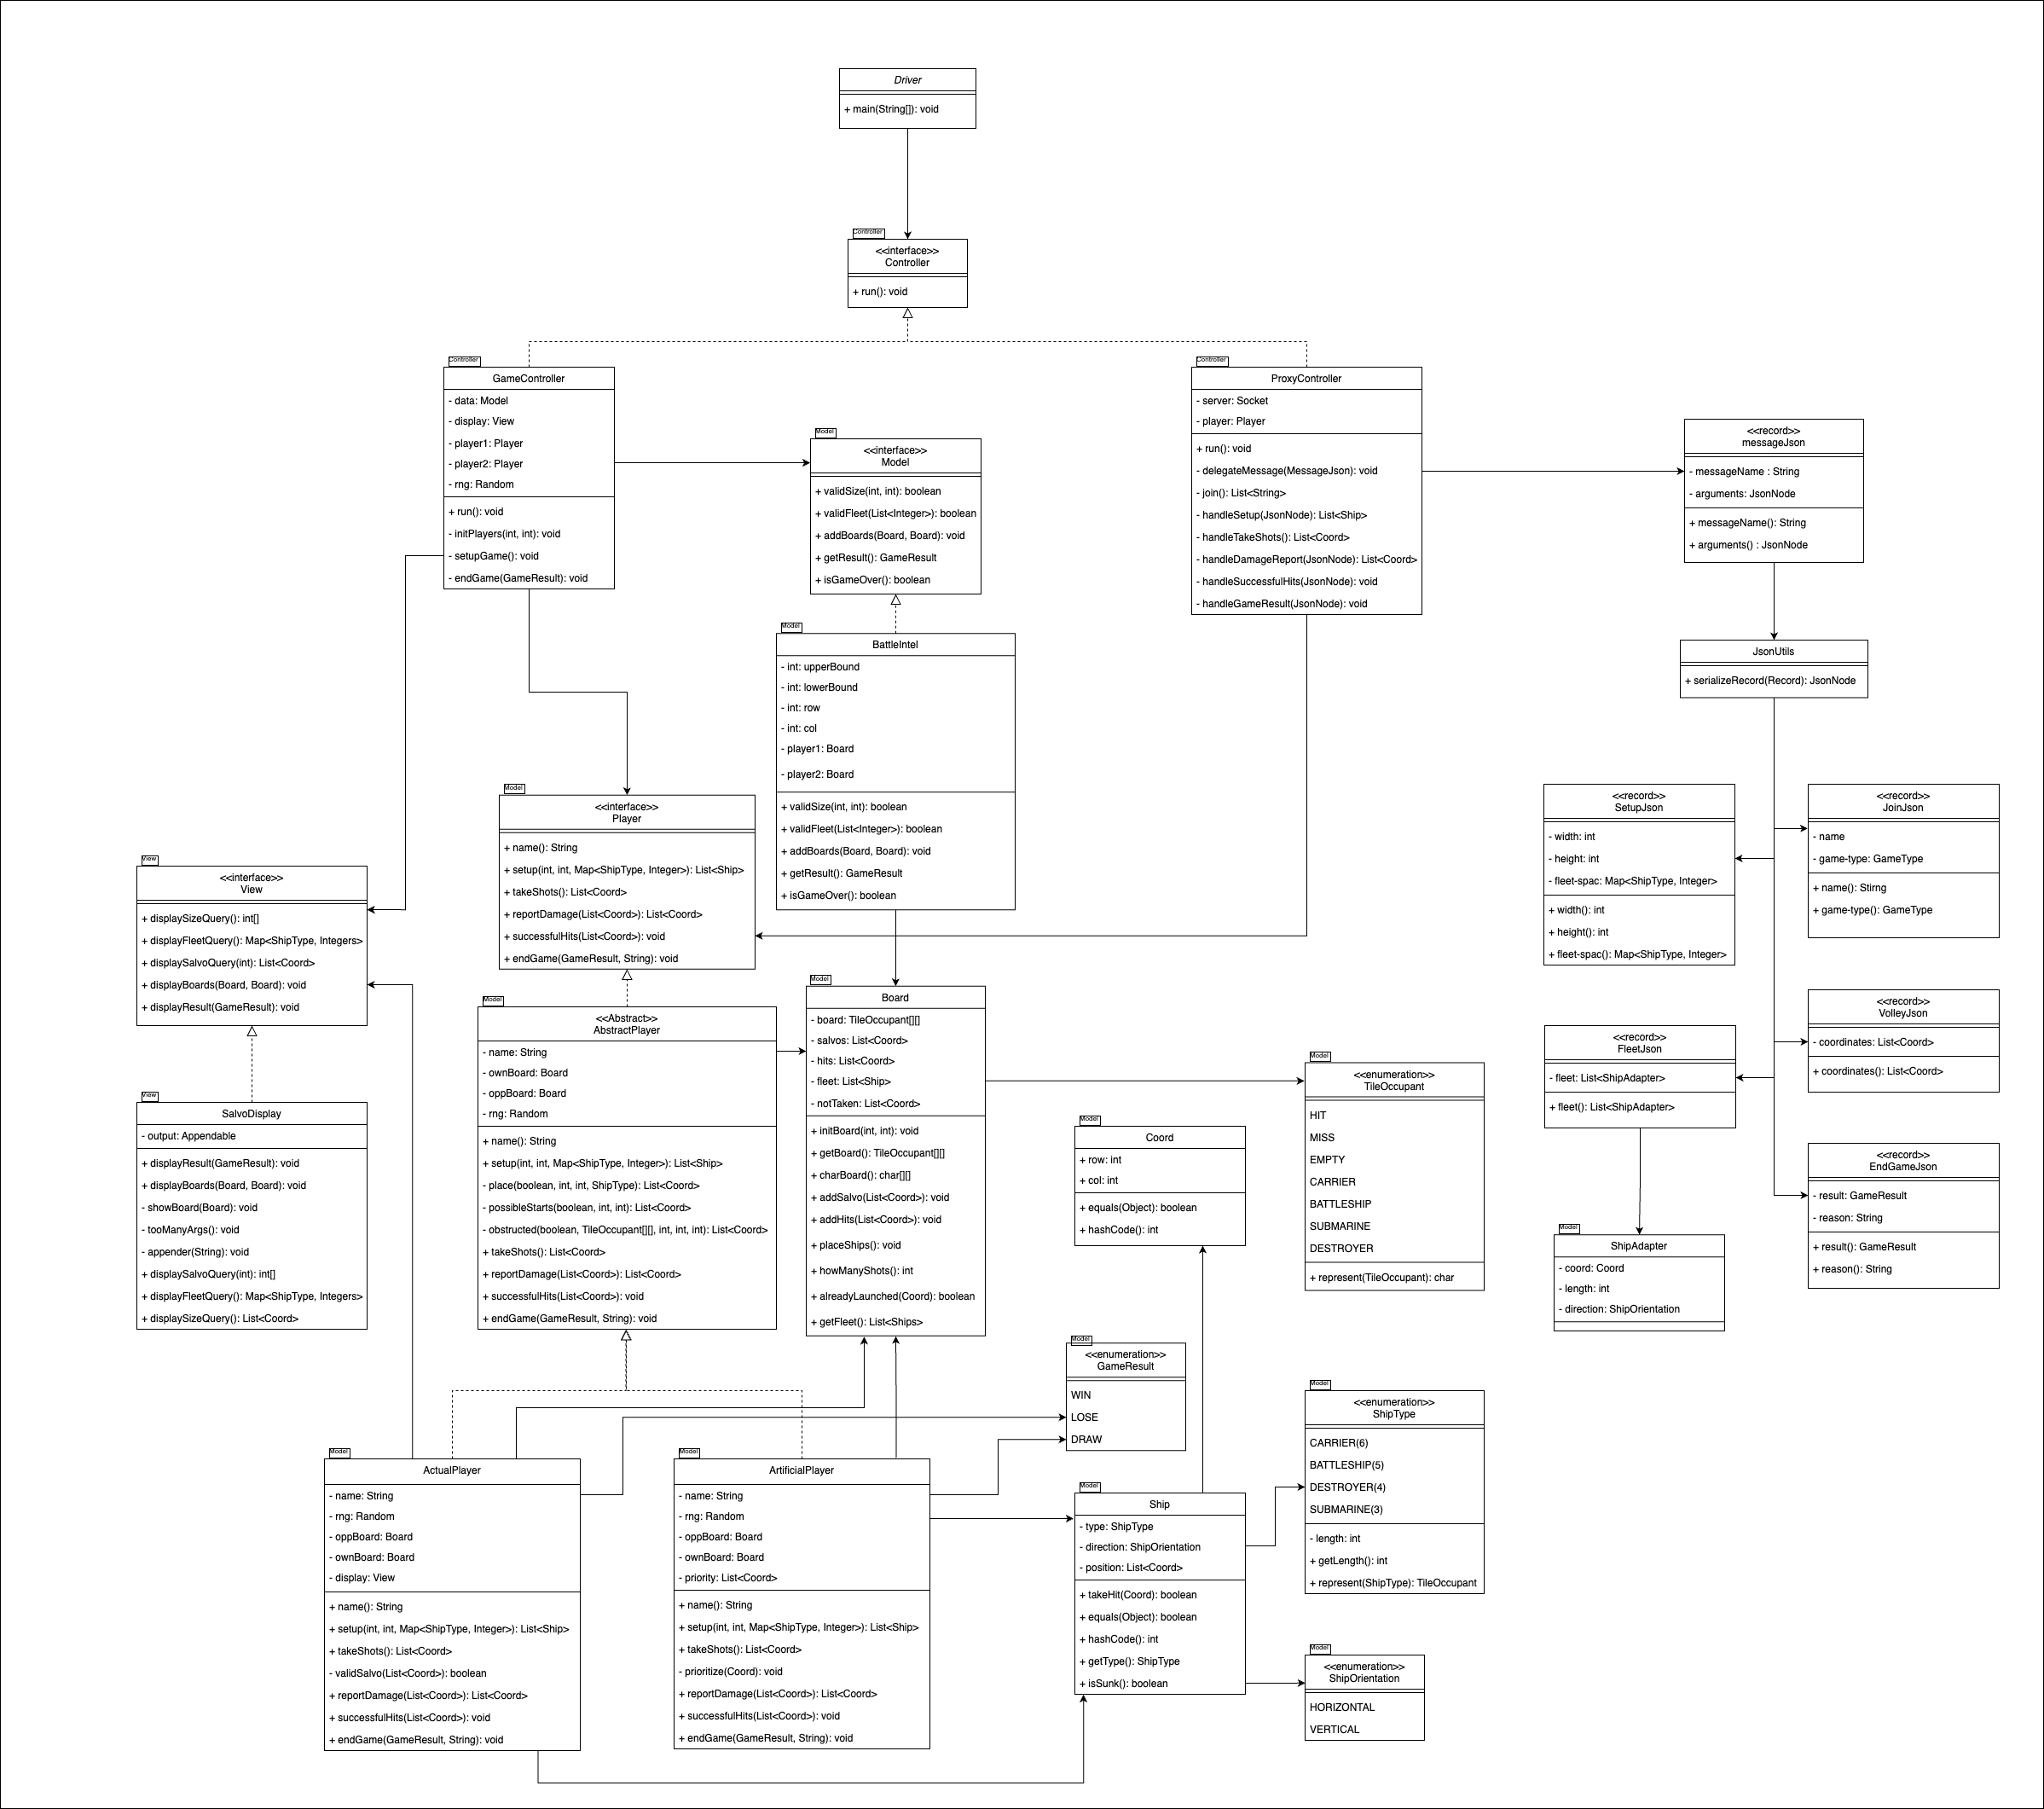 Driver
+ main(String[]): void
Controller
<<interface>>
Controller
+ run(): void
Controller
GameController
- data: Model
- display: View
- player1: Player
- player2: Player
- rng: Random
+ run(): void
- initPlayers(int, int): void
- setupGame(): void
- endGame(GameResult): void
Model
<<interface>>
Model
+ validSize(int, int): boolean
+ validFleet(List<Integer>): boolean
+ addBoards(Board, Board): void
+ getResult(): GameResult
+ isGameOver(): boolean
Controller
ProxyController
- server: Socket
- player: Player
+ run(): void
- delegateMessage(MessageJson): void
- join(): List<String>
- handleSetup(JsonNode): List<Ship>
- handleTakeShots(): List<Coord>
- handleDamageReport(JsonNode): List<Coord>
- handleSuccessfulHits(JsonNode): void
- handleGameResult(JsonNode): void
<<record>>
messageJson
- messageName : String
- arguments: JsonNode
+ messageName(): String
+ arguments() : JsonNode
Model
BattleIntel
- int: upperBound
- int: lowerBound
- int: row
- int: col
- player1: Board
- player2: Board
+ validSize(int, int): boolean
+ validFleet(List<Integer>): boolean
+ addBoards(Board, Board): void
+ getResult(): GameResult
+ isGameOver(): boolean
JsonUtils
+ serializeRecord(Record): JsonNode
Model
<<interface>>
Player
+ name(): String
+ setup(int, int, Map<ShipType, Integer>): List<Ship>
+ takeShots(): List<Coord>
+ reportDamage(List<Coord>): List<Coord>
+ successfulHits(List<Coord>): void
+ endGame(GameResult, String): void
<<record>>
SetupJson
- width: int
- height: int
- fleet-spac: Map<ShipType, Integer>
+ width(): int
+ height(): int
+ fleet-spac(): Map<ShipType, Integer>
<<record>>
JoinJson
- name
- game-type: GameType
+ name(): Stirng
+ game-type(): GameType
View
<<interface>>
View
+ displaySizeQuery(): int[]
+ displayFleetQuery(): Map<ShipType, Integers>
+ displaySalvoQuery(int): List<Coord>
+ displayBoards(Board, Board): void
+ displayResult(GameResult): void
Model
<<Abstract>>
AbstractPlayer
- name: String
- ownBoard: Board
- oppBoard: Board
- rng: Random
+ name(): String
+ setup(int, int, Map<ShipType, Integer>): List<Ship>
- place(boolean, int, int, ShipType): List<Coord>
- possibleStarts(boolean, int, int): List<Coord>
- obstructed(boolean, TileOccupant[][], int, int, int): List<Coord>
+ takeShots(): List<Coord>
+ reportDamage(List<Coord>): List<Coord>
+ successfulHits(List<Coord>): void
+ endGame(GameResult, String): void
Model
Board
- board: TileOccupant[][]
- salvos: List<Coord>
- hits: List<Coord>
- fleet: List<Ship>
- notTaken: List<Coord>
+ initBoard(int, int): void
+ getBoard(): TileOccupant[][]
+ charBoard(): char[][]
+ addSalvo(List<Coord>): void
+ addHits(List<Coord>): void
+ placeShips(): void
+ howManyShots(): int
+ alreadyLaunched(Coord): boolean
+ getFleet(): List<Ships>
Model
<<enumeration>>
TileOccupant
HIT
MISS
EMPTY
CARRIER
BATTLESHIP
SUBMARINE
DESTROYER
+ represent(TileOccupant): char
<<record>>
FleetJson
- fleet: List<ShipAdapter>
+ fleet(): List<ShipAdapter>
<<record>>
VolleyJson
- coordinates: List<Coord>
+ coordinates(): List<Coord>
View
SalvoDisplay
- output: Appendable
+ displayResult(GameResult): void
+ displayBoards(Board, Board): void
- showBoard(Board): void
- tooManyArgs(): void
- appender(String): void
+ displaySalvoQuery(int): int[]
+ displayFleetQuery(): Map<ShipType, Integers>
+ displaySizeQuery(): List<Coord>
Model
Coord
+ row: int
+ col: int
+ equals(Object): boolean
+ hashCode(): int
<<record>>
EndGameJson
- result: GameResult
- reason: String
+ result(): GameResult
+ reason(): String
Model
ShipAdapter
- coord: Coord
- length: int
- direction: ShipOrientation
Model
<<enumeration>>
GameResult
WIN
LOSE
DRAW
Model
<<enumeration>>
ShipType
CARRIER(6)
BATTLESHIP(5)
DESTROYER(4)
SUBMARINE(3)
- length: int
+ getLength(): int
+ represent(ShipType): TileOccupant
Model
ActualPlayer
- name: String
- rng: Random
- oppBoard: Board
- ownBoard: Board
- display: View
+ name(): String
+ setup(int, int, Map<ShipType, Integer>): List<Ship>
+ takeShots(): List<Coord>
- validSalvo(List<Coord>): boolean
+ reportDamage(List<Coord>): List<Coord>
+ successfulHits(List<Coord>): void
+ endGame(GameResult, String): void
Model
ArtificialPlayer
- name: String
- rng: Random
- oppBoard: Board
- ownBoard: Board
- priority: List<Coord>
+ name(): String
+ setup(int, int, Map<ShipType, Integer>): List<Ship>
+ takeShots(): List<Coord>
- prioritize(Coord): void
+ reportDamage(List<Coord>): List<Coord>
+ successfulHits(List<Coord>): void
+ endGame(GameResult, String): void
Model
Ship
- type: ShipType
- direction: ShipOrientation
- position: List<Coord>
+ takeHit(Coord): boolean
+ equals(Object): boolean
+ hashCode(): int
+ getType(): ShipType
+ isSunk(): boolean
Model
<<enumeration>>
ShipOrientation
HORIZONTAL
VERTICAL